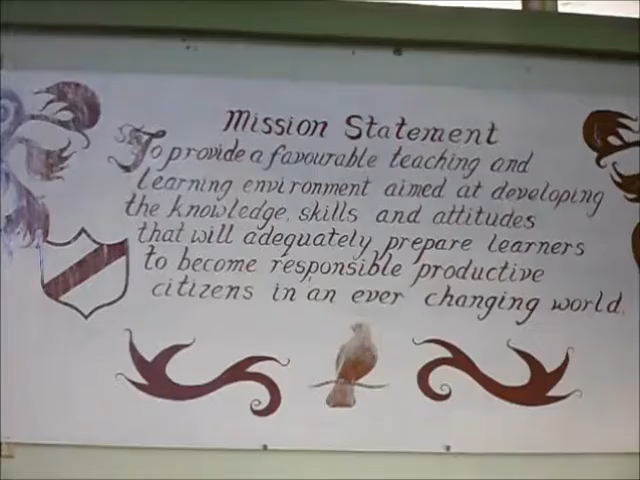 Mission Statement
To provide a favourable teaching and
learning environment aimed at developing
the knowledge, skills and attitudes
that will adequately prepare learners
to become responsible productive
citizens in an ever changing world.